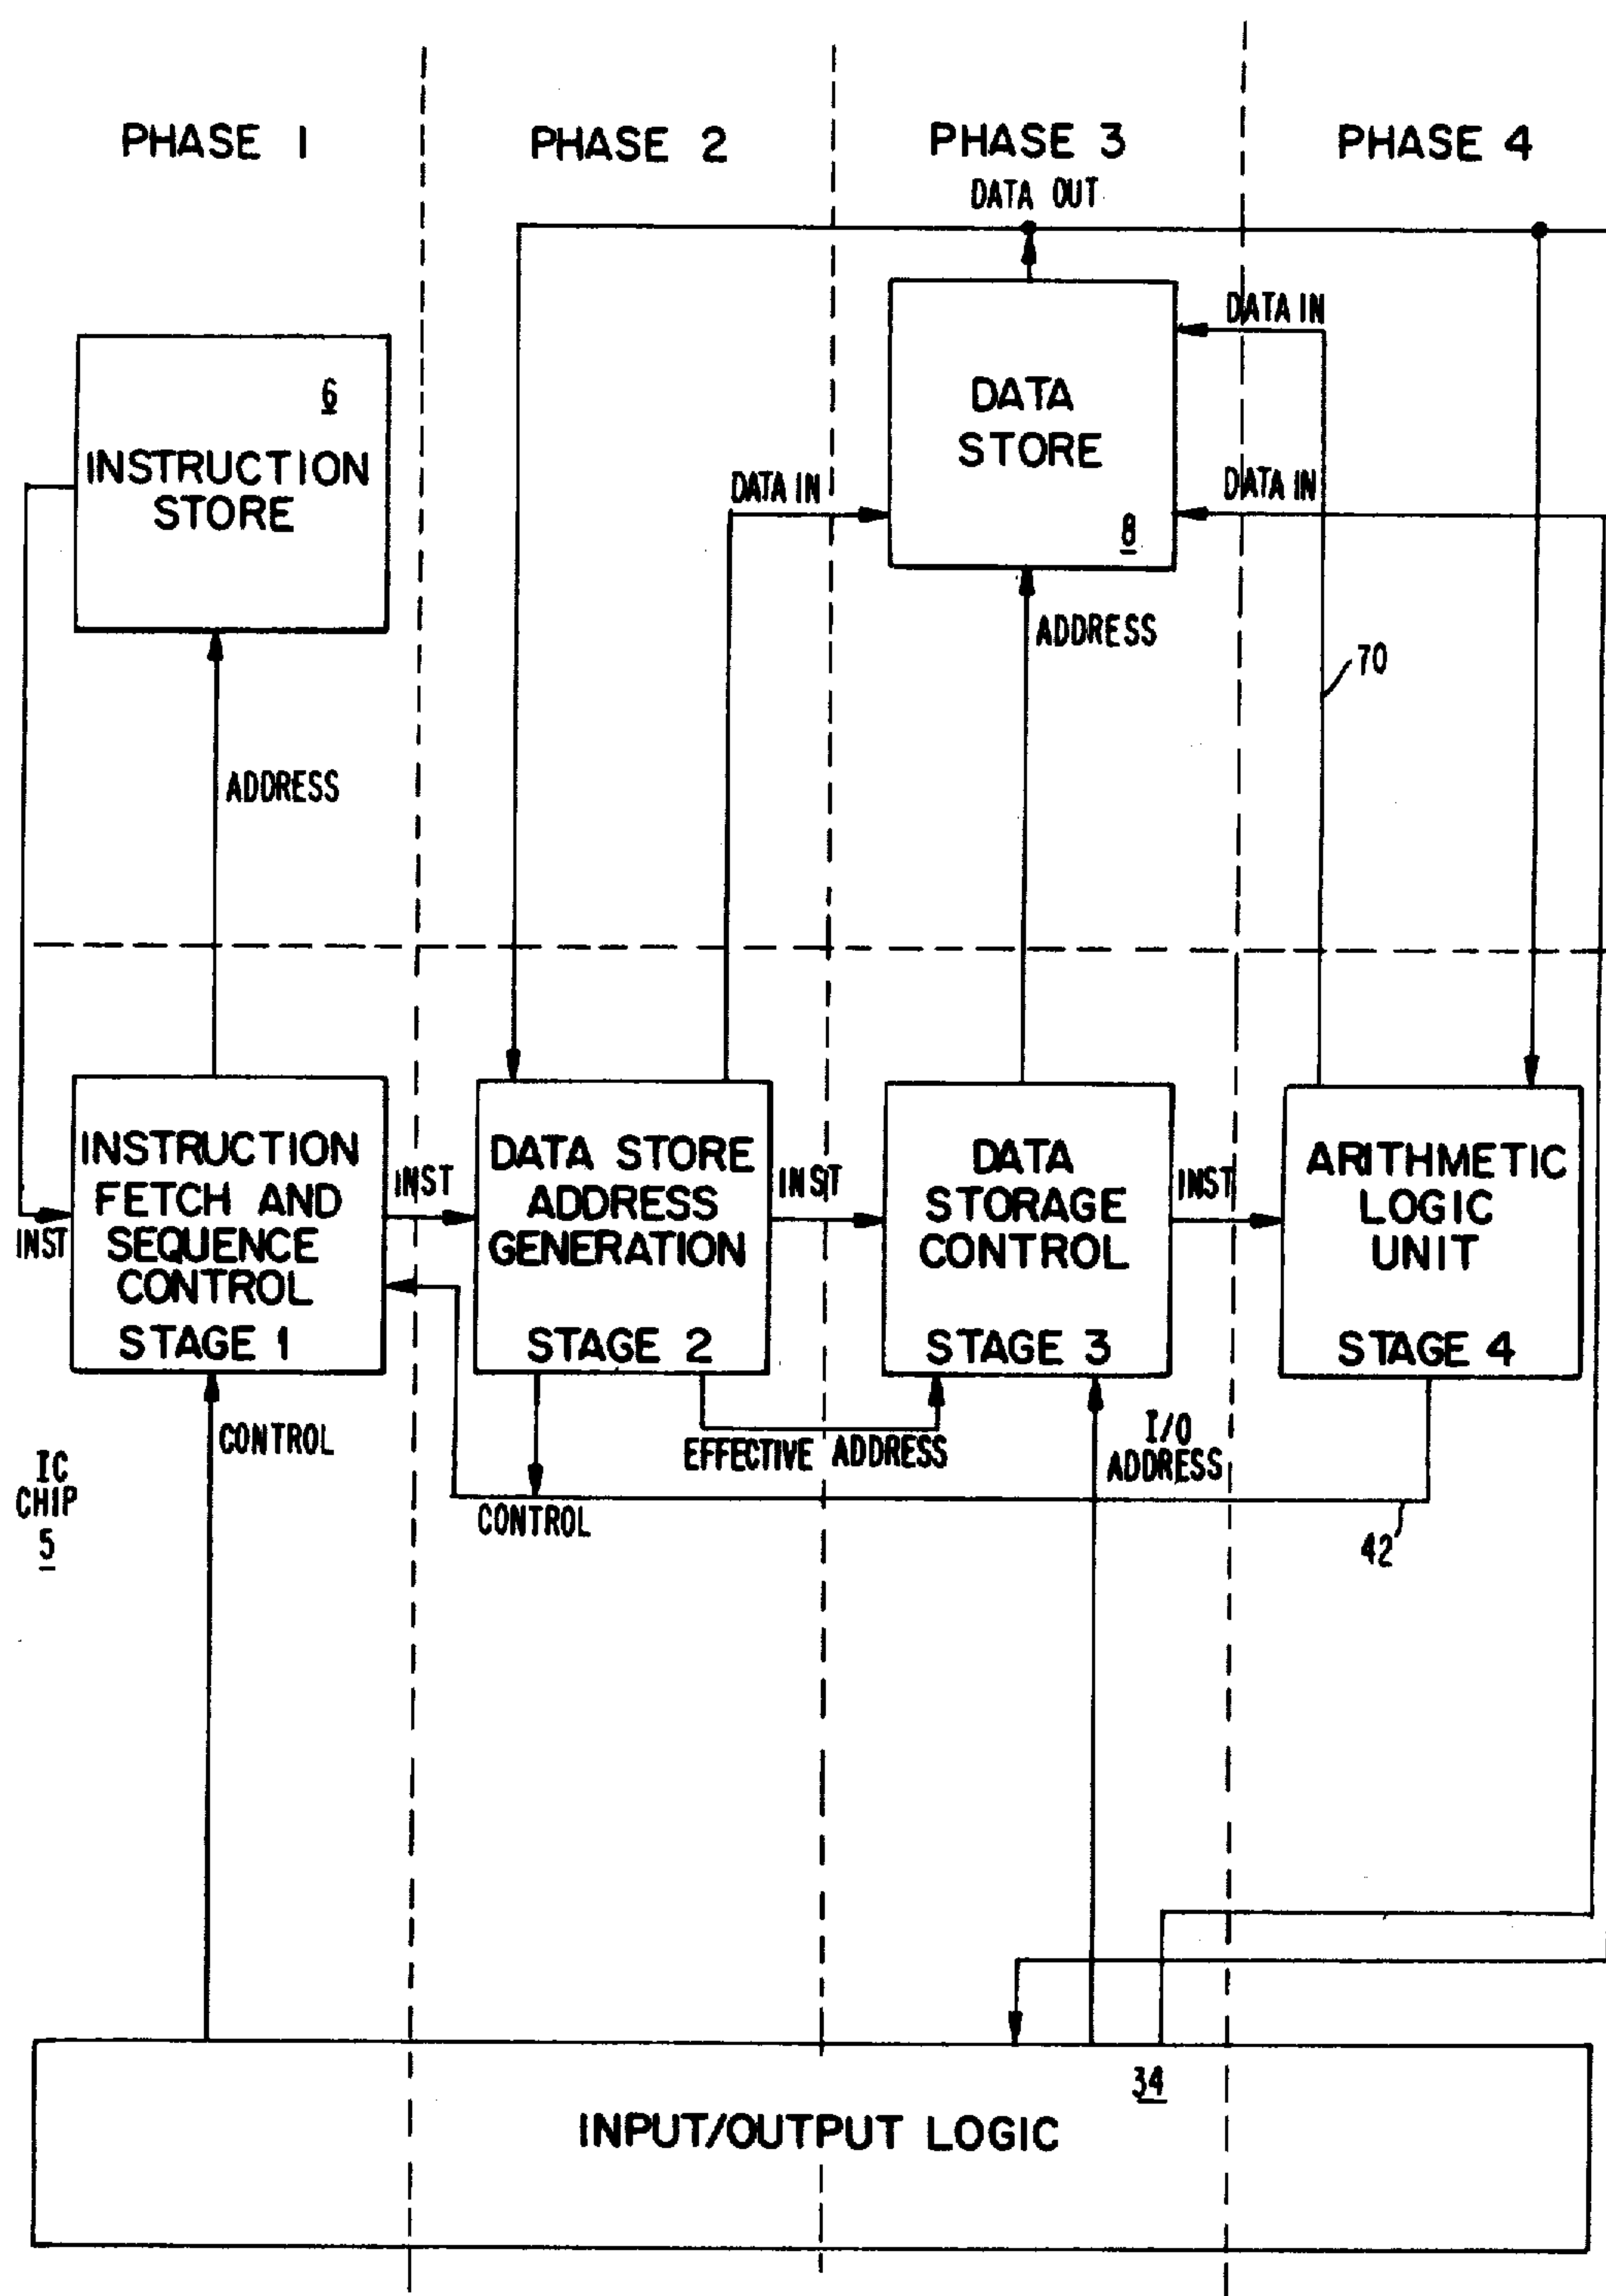 PHASE 1
PHASE 2
PHASE 3
PHASE 4
DATA OUT
DATA IN
6
INSTRUCTION
STORE
DATA
STORE
8
DATA IN
DATA IN
ADDRESS
70
ADDRESS
INST
INSTRUCTION
FETCH AND
SEQUENCE
CONTROL
STAGE 1
INST
DATA STORE
ADDRESS
GENERATION
STAGE 2
INST
DATA
STORAGE
CONTROL
STAGE 3
INST
ARITHMETIC
LOGIC
UNIT
STAGE 4
CONTROL
EFFECTIVE ADDRESS
I/O
ADDRESS
IC
CHIP
5
CONTROL
42
34
INPUT/OUTPUT LOGIC